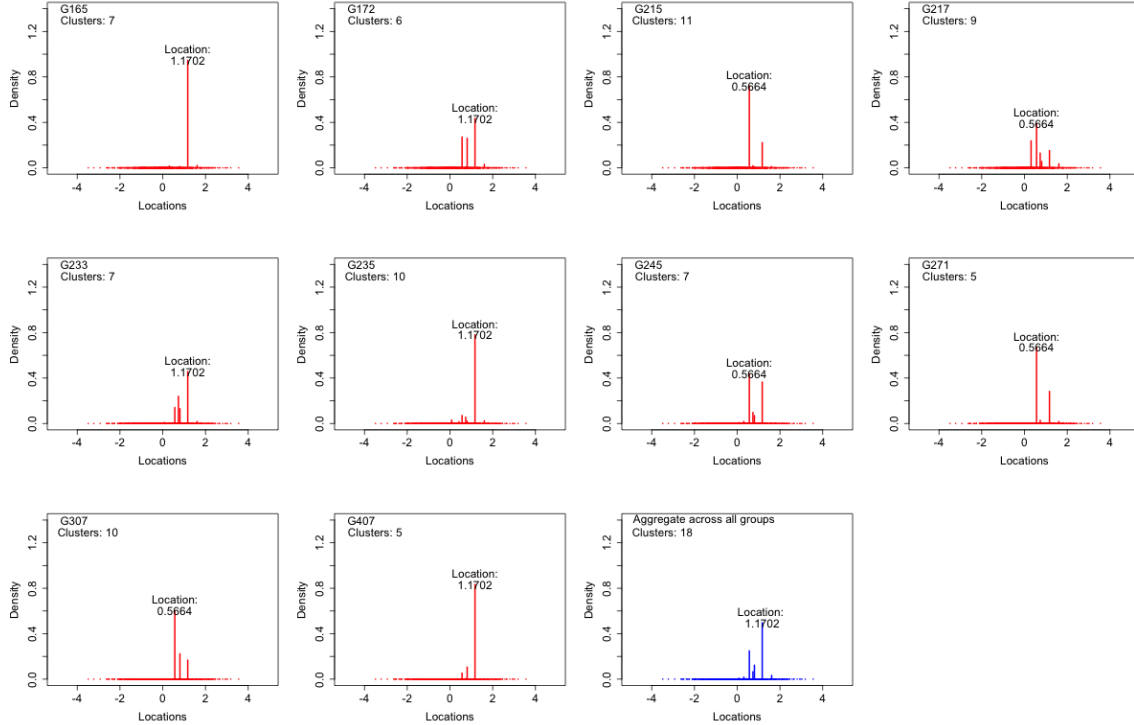 G165
Clusters: 7
Location:
1.1702
Density
0.0 0.4 0.8 1.2
-4 -2 0 2 4
Locations
G172
Clusters: 6
Location:
1.1702
Density
0.0 0.4 0.8 1.2
-4 -2 0 2 4
Locations
G215
Clusters: 11
Location:
0.5664
Density
0.0 0.4 0.8 1.2
-4 -2 0 2 4
Locations
G217
Clusters: 9
Location:
0.5664
Density
0.0 0.4 0.8 1.2
-4 -2 0 2 4
Locations
G233
Clusters: 7
Location:
1.1702
Density
0.0 0.4 0.8 1.2
-4 -2 0 2 4
Locations
G235
Clusters: 10
Location:
1.1702
Density
0.0 0.4 0.8 1.2
-4 -2 0 2 4
Locations
G245
Clusters: 7
Location:
0.5664
Density
0.0 0.4 0.8 1.2
-4 -2 0 2 4
Locations
G271
Clusters: 5
Location:
0.5664
Density
0.0 0.4 0.8 1.2
-4 -2 0 2 4
Locations
G307
Clusters: 10
Location:
0.5664
Density
0.0 0.4 0.8 1.2
-4 -2 0 2 4
Locations
G407
Clusters: 5
Location:
1.1702
Density
0.0 0.4 0.8 1.2
-4 -2 0 2 4
Locations
Aggregate across all groups
Clusters: 18
Location:
1.1702
Density
0.0 0.4 0.8 1.2
-4 -2 0 2 4
Locations